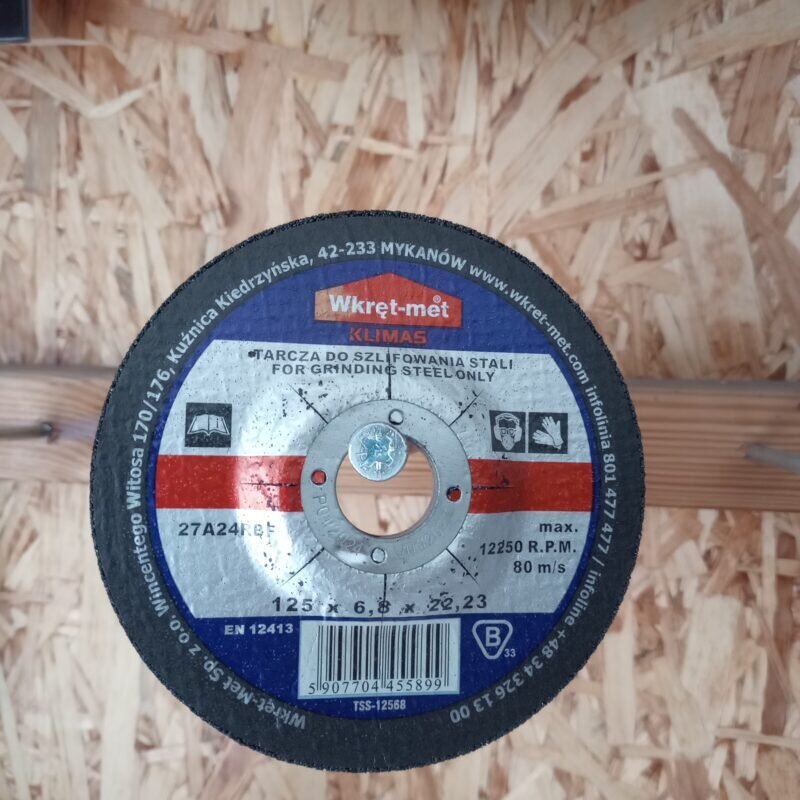 Wkręt-Met Sp. z o.o. Wincentego Witosa 170/176, Kuźnica Kiedrzyńska, 42-233 MYKANÓW www.wkret-met.com infolinia 801 477 477 / infoline +48 34 326 13 00
Wkręt-met®
KLIMAS
TARCZA DO SZLIFOWANIA STALI
FOR GRINDING STEEL ONLY
27A24RBF
max.
12250 R.P.M.
80 m/s
125 x 6,8 x 22,23
EN 12413
B
33
5 907704 455899
TSS-12568